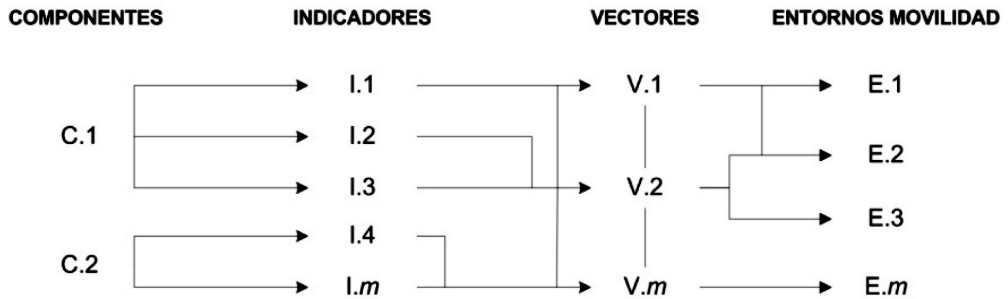 COMPONENTES INDICADORES VECTORES ENTORNOS MOVILIDAD
I.1 V.1 E.1
C.1 I.2
E.2
I.3 V.2
E.3
I.4
C.2
I.m V.m E.m